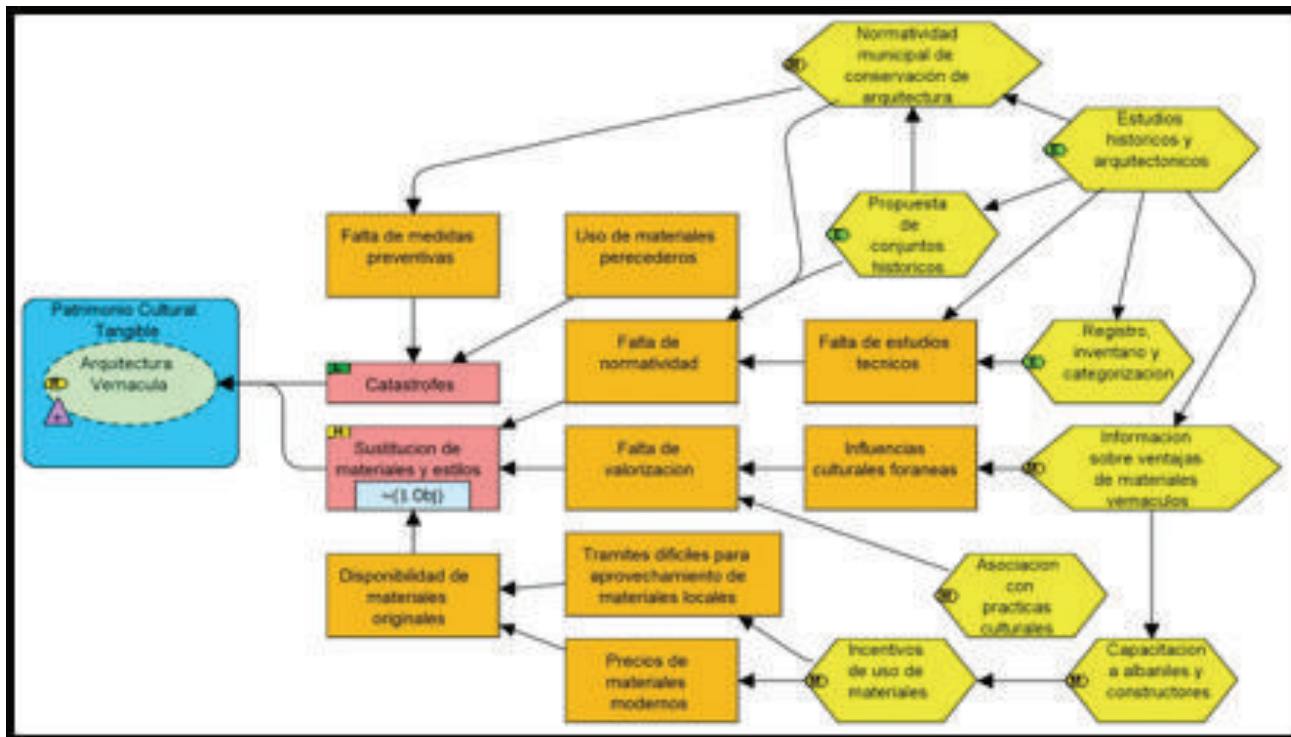 Normatividad
municipal de
conservación de
arquitectura
Estudios
historicos y
arquitectonicos
Propuesta
de
conjuntos
historicos
Falta de medidas
preventivas
Uso de materiales
perecederos
Patrimonio Cultural
Tangible
Arquitectura
Vernacula
Falta de
normatividad
Falta de estudios
tecnicos
Registro,
inventario y
categorizacion
Catastrofes
Sustitucion de
materiales y estilos
~(1 Obj)
Falta de
valorizacion
Influencias
culturales foraneas
Informacion
sobre ventajas
de materiales
vernaculos
Disponibilidad de
materiales
originales
Tramites dificiles para
aprovechamiento de
materiales locales
Asociacion
con
practicas
culturales
Precios de
materiales
modernos
Incentivos
de uso de
materiales
Capacitacion
a albaniles y
constructores